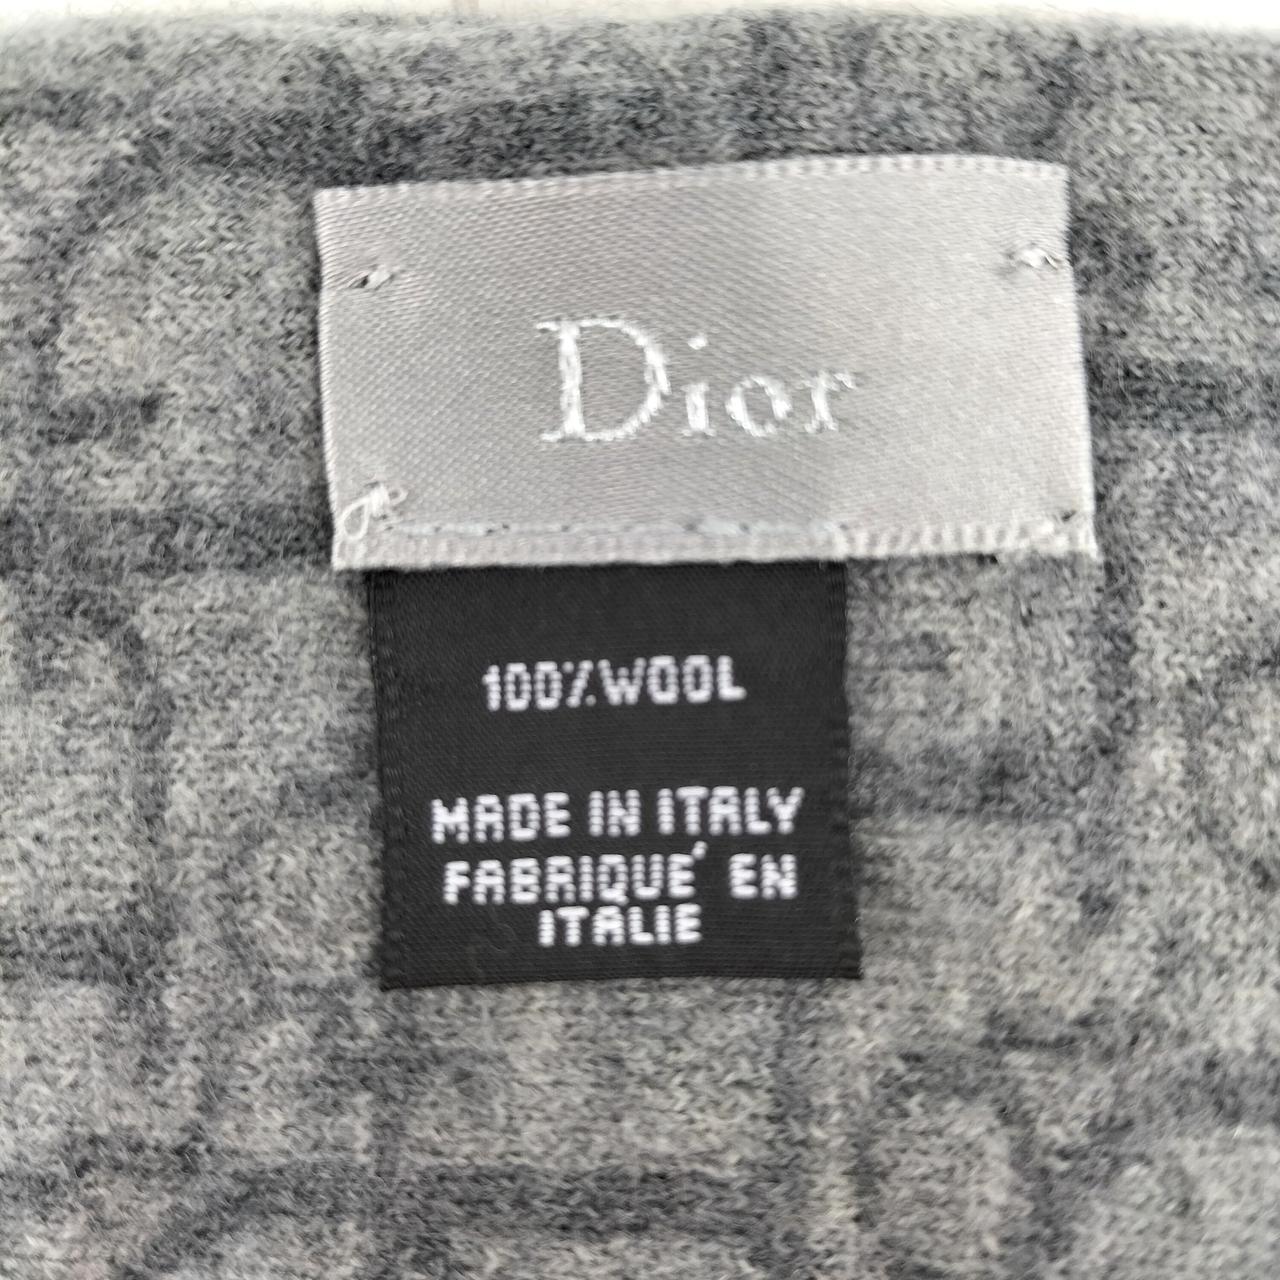 Dior
100%WOOL
MADE IN ITALY
FABRIQUE' EN
ITALIE